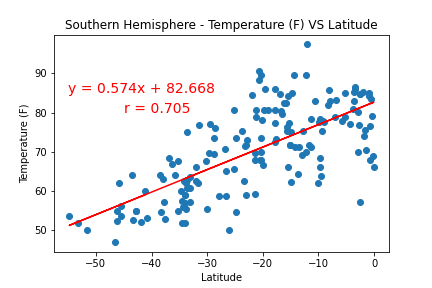 Southern Hemisphere - Temperature (F) VS Latitude
Temperature (F)
90
80
70
60
50
y = 0.574x + 82.668
r = 0.705
−50 −40 −30 −20 −10 0
Latitude